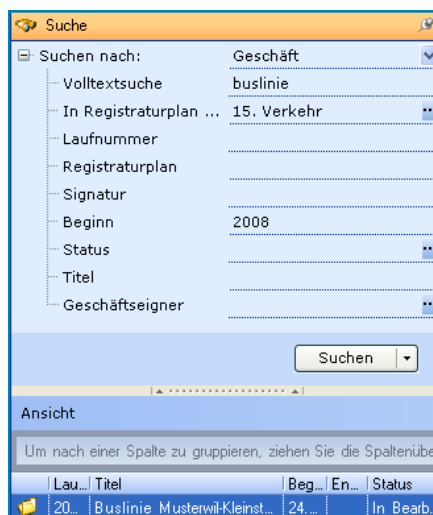 Suche
Suchen nach: Geschäft
Volltextsuche buslinie
In Registraturplan ... 15. Verkehr
Laufnummer
Registraturplan
Signatur
Beginn 2008
Status
Titel
Geschäftseigner
Suchen
Ansicht
Um nach einer Spalte zu gruppieren, ziehen Sie die Spaltenübe
Lau... Titel Beg... En... Status
20... Buslinie Musterwil-Kleinst... 24.... In Bearb.